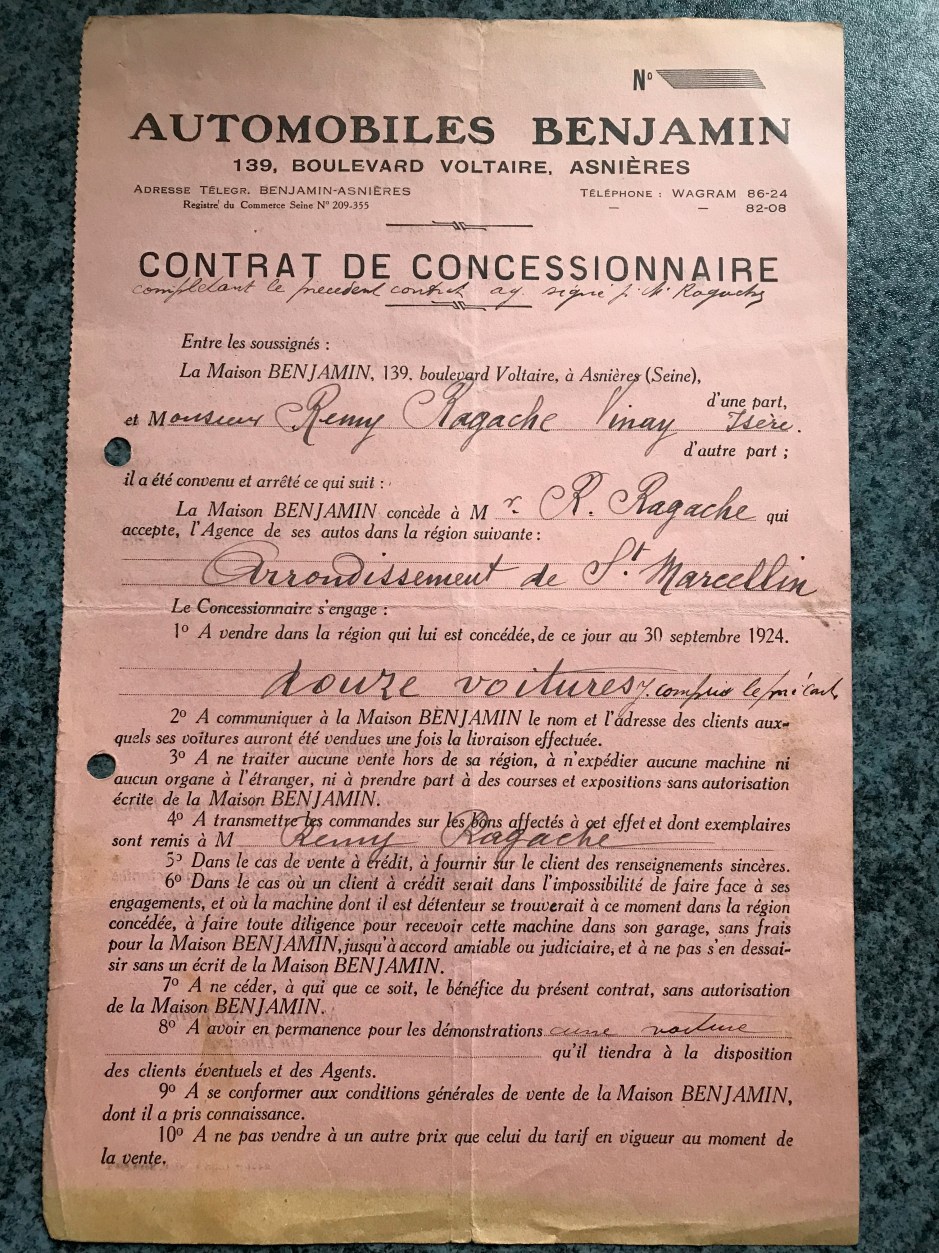 N°
AUTOMOBILES BENJAMIN
139, BOULEVARD VOLTAIRE, ASNIÈRES
ADRESSE TÉLEGR. BENJAMIN-ASNIÈRES
TÉLÉPHONE : WAGRAM 86-24
Registre du Commerce Seine N° 209-355
— — 82-08
CONTRAT DE CONCESSIONNAIRE
complétant le précédent contrat signé p. Mr Ragache
Entre les soussignés :
La Maison BENJAMIN, 139, boulevard Voltaire, à Asnières (Seine),
d'une part,
et Monsieur Remy Ragache Vinay Isère.
d'autre part ;
il a été convenu et arrêté ce qui suit :
La Maison BENJAMIN concède à Mr. R. Ragache qui
accepte, l'Agence de ses autos dans la région suivante :
Arrondissement de St. Marcellin
Le Concessionnaire s'engage :
1° A vendre dans la région qui lui est concédée, de ce jour au 30 septembre 1924.
douze voitures y compris le
2° A communiquer à la Maison BENJAMIN le nom et l'adresse des clients aux-
quels ses voitures auront été vendues une fois la livraison effectuée.
3° A ne traiter aucune vente hors de sa région, à n'expédier aucune machine ni
aucun organe à l'étranger, ni à prendre part à des courses et expositions sans autorisation
écrite de la Maison BENJAMIN.
4° A transmettre les commandes sur les bons affectés à cet effet et dont exemplaires
sont remis à M Remy Ragache
5° Dans le cas de vente à crédit, à fournir sur le client des renseignements sincères.
6° Dans le cas où un client à crédit serait dans l'impossibilité de faire face à ses
engagements, et où la machine dont il est détenteur se trouverait à ce moment dans la région
concédée, à faire toute diligence pour recevoir cette machine dans son garage, sans frais
pour la Maison BENJAMIN, jusqu'à accord amiable ou judiciaire, et à ne pas s'en dessai-
sir sans un écrit de la Maison BENJAMIN.
7° A ne céder, à qui que ce soit, le bénéfice du présent contrat, sans autorisation
de la Maison BENJAMIN.
8° A avoir en permanence pour les démonstrations une voiture
qu'il tiendra à la disposition
des clients éventuels et des Agents.
9° A se conformer aux conditions générales de vente de la Maison BENJAMIN,
dont il a pris connaissance.
10° A ne pas vendre à un autre prix que celui du tarif en vigueur au moment de
la vente.